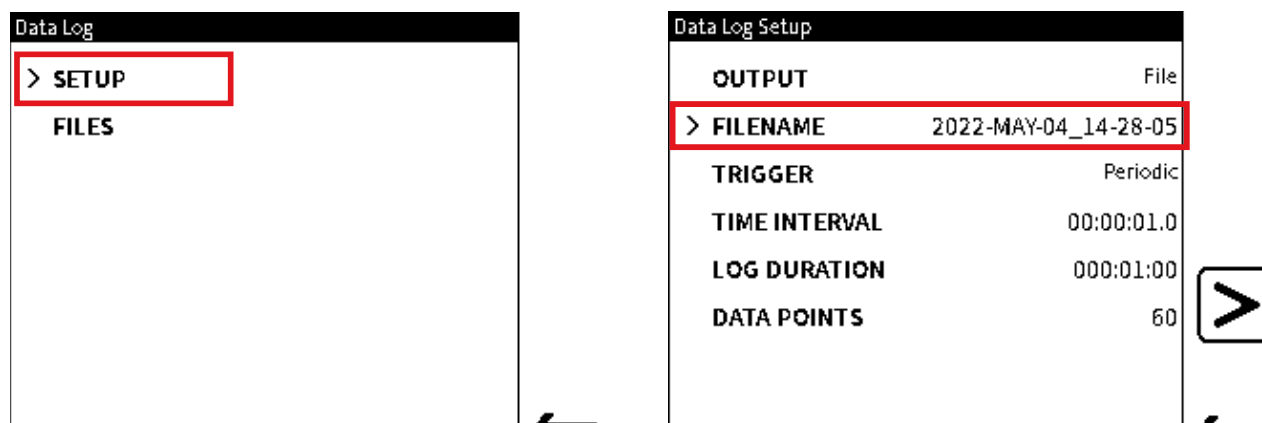 Data Log
> SETUP
FILES
Data Log Setup
OUTPUT File
> FILENAME 2022-MAY-04_14-28-05
TRIGGER Periodic
TIME INTERVAL 00:00:01.0
LOG DURATION 000:01:00
DATA POINTS 60
>